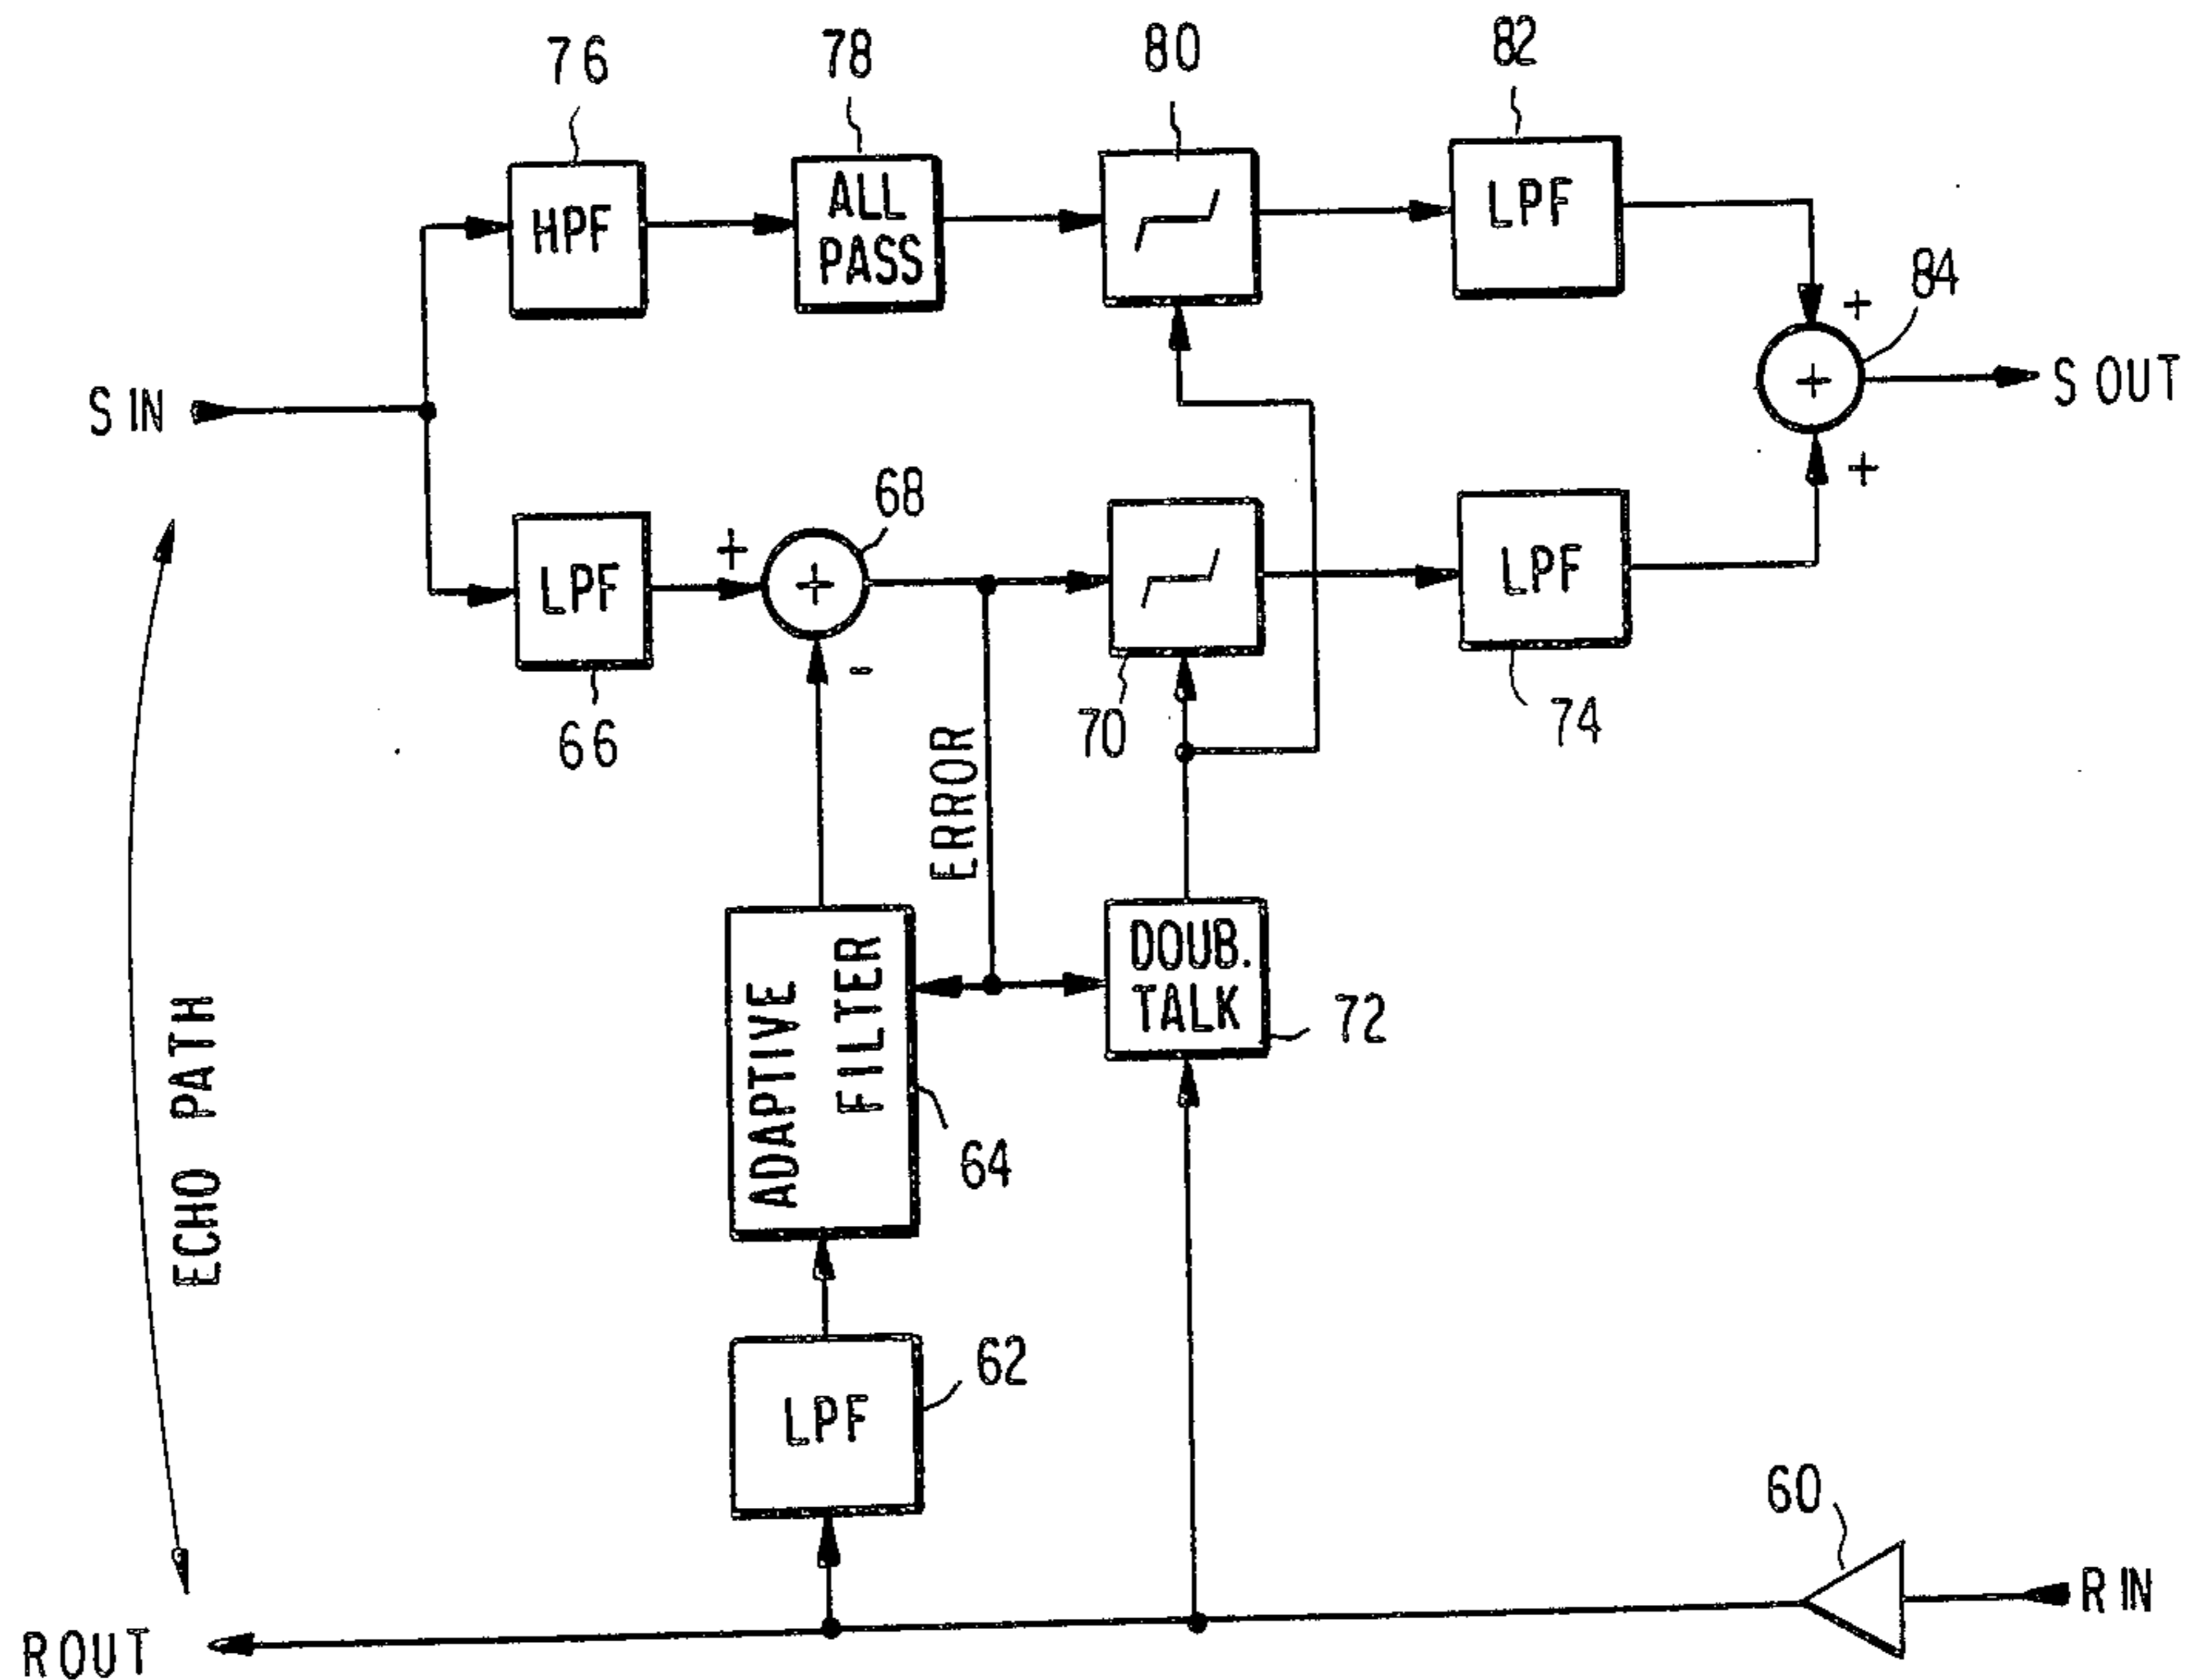 76
78
80
82
HPF
ALL
PASS
LPF
84
+
S IN
+
S OUT
+
68
+
LPF
+
LPF
-
66
70
74
ERROR
DOUB.
TALK
72
ADAPTIVE
FILTER
64
ECHO PATH
62
LPF
60
R IN
R OUT